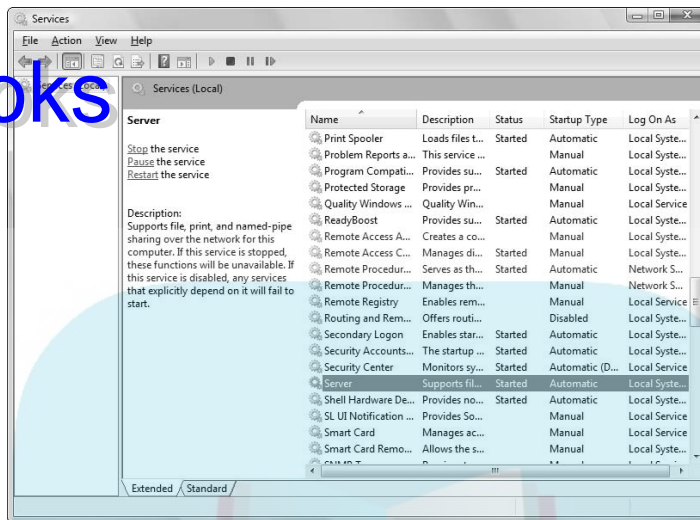 Services
File Action View Help
oks
Services (Local)
Server
Stop the service
Pause the service
Restart the service
Description:
Supports file, print, and named-pipe
sharing over the network for this
computer. If this service is stopped,
these functions will be unavailable. If
this service is disabled, any services
that explicitly depend on it will fail to
start.
Name Description Status Startup Type Log On As
Print Spooler Loads files t... Started Automatic Local Syste...
Problem Reports a... This service ... Manual Local Syste...
Program Compati... Provides su... Started Automatic Local Syste...
Protected Storage Provides pr... Manual Local Syste...
Quality Windows ... Quality Win... Manual Local Service
ReadyBoost Provides su... Started Automatic Local Syste...
Remote Access A... Creates a co... Manual Local Syste...
Remote Access C... Manages di... Started Manual Local Syste...
Remote Procedur... Serves as th... Started Automatic Network S...
Remote Procedur... Manages th... Manual Network S...
Remote Registry Enables rem... Manual Local Service
Routing and Rem... Offers routi... Disabled Local Syste...
Secondary Logon Enables star... Started Automatic Local Syste...
Security Accounts... The startup ... Started Automatic Local Syste...
Security Center Monitors sy... Started Automatic (D... Local Service
Server Supports fil... Started Automatic Local Syste...
Shell Hardware De... Provides no... Started Automatic Local Syste...
SL UI Notification ... Provides So... Manual Local Service
Smart Card Manages ac... Manual Local Service
Smart Card Remo... Allows the s... Manual Local Syste...
Extended Standard